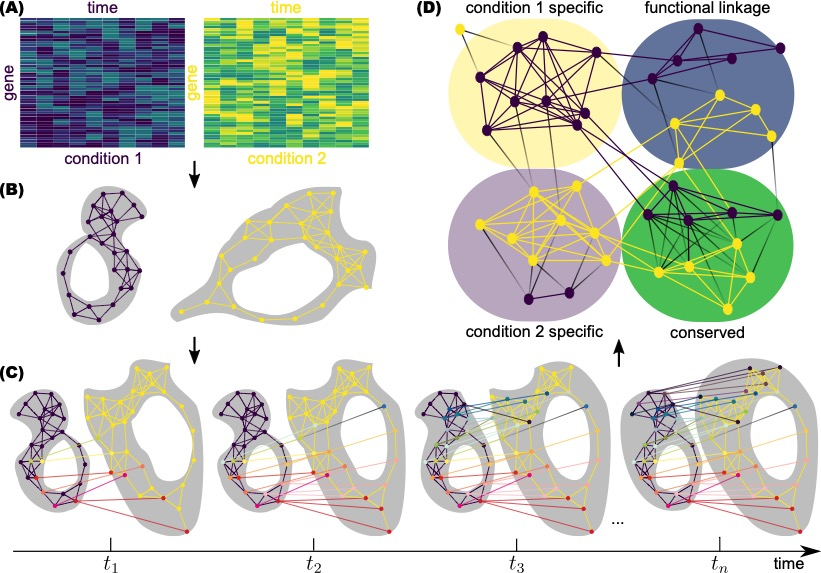 (A)
time
time
gene
gene
condition 1
condition 2
(B)
(C)
t1
t2
t3
...
tn
time
(D)
condition 1 specific
functional linkage
condition 2 specific
conserved